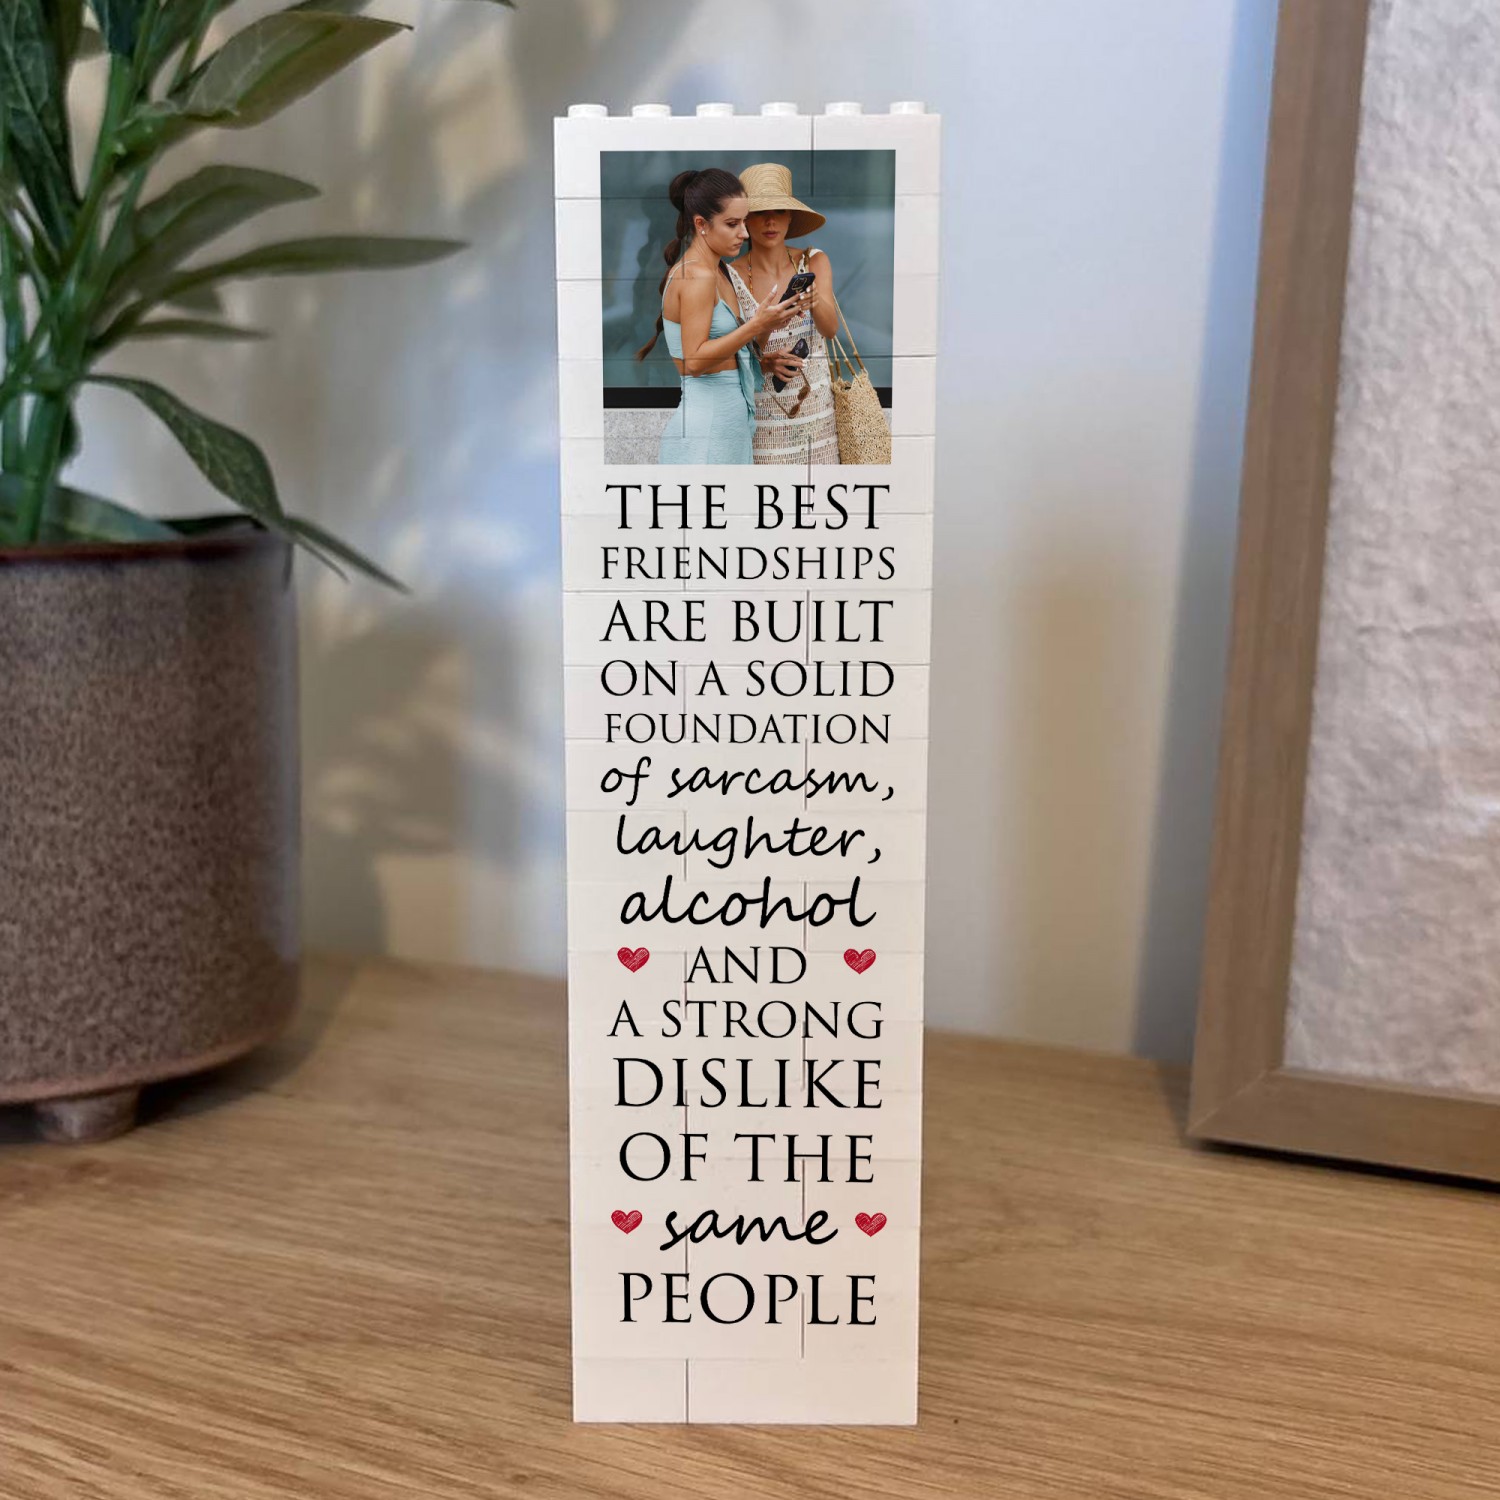 THE BEST
FRIENDSHIPS
ARE BUILT
ON A SOLID
FOUNDATION
of sarcasm,
laughter,
alcohol
AND
A STRONG
DISLIKE
OF THE
same
PEOPLE